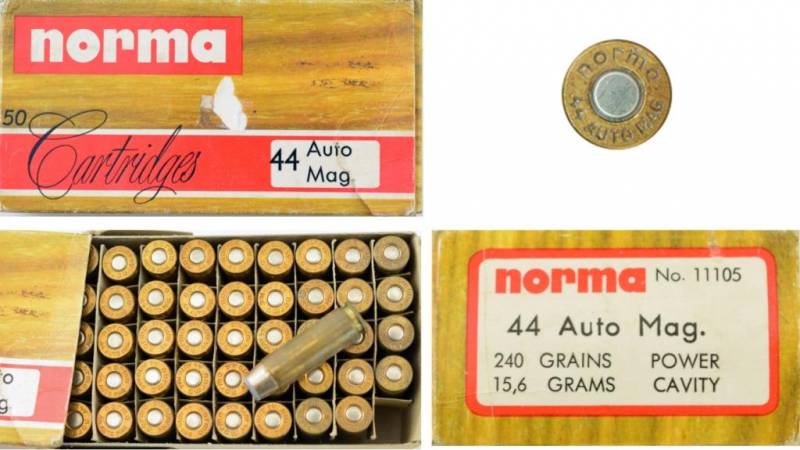 norma
50
Cartridges
44 Auto
Mag
norma
44 AUTO MAG
o
Mag
norma No. 11105
44 Auto Mag.
240 GRAINS POWER
15,6 GRAMS CAVITY